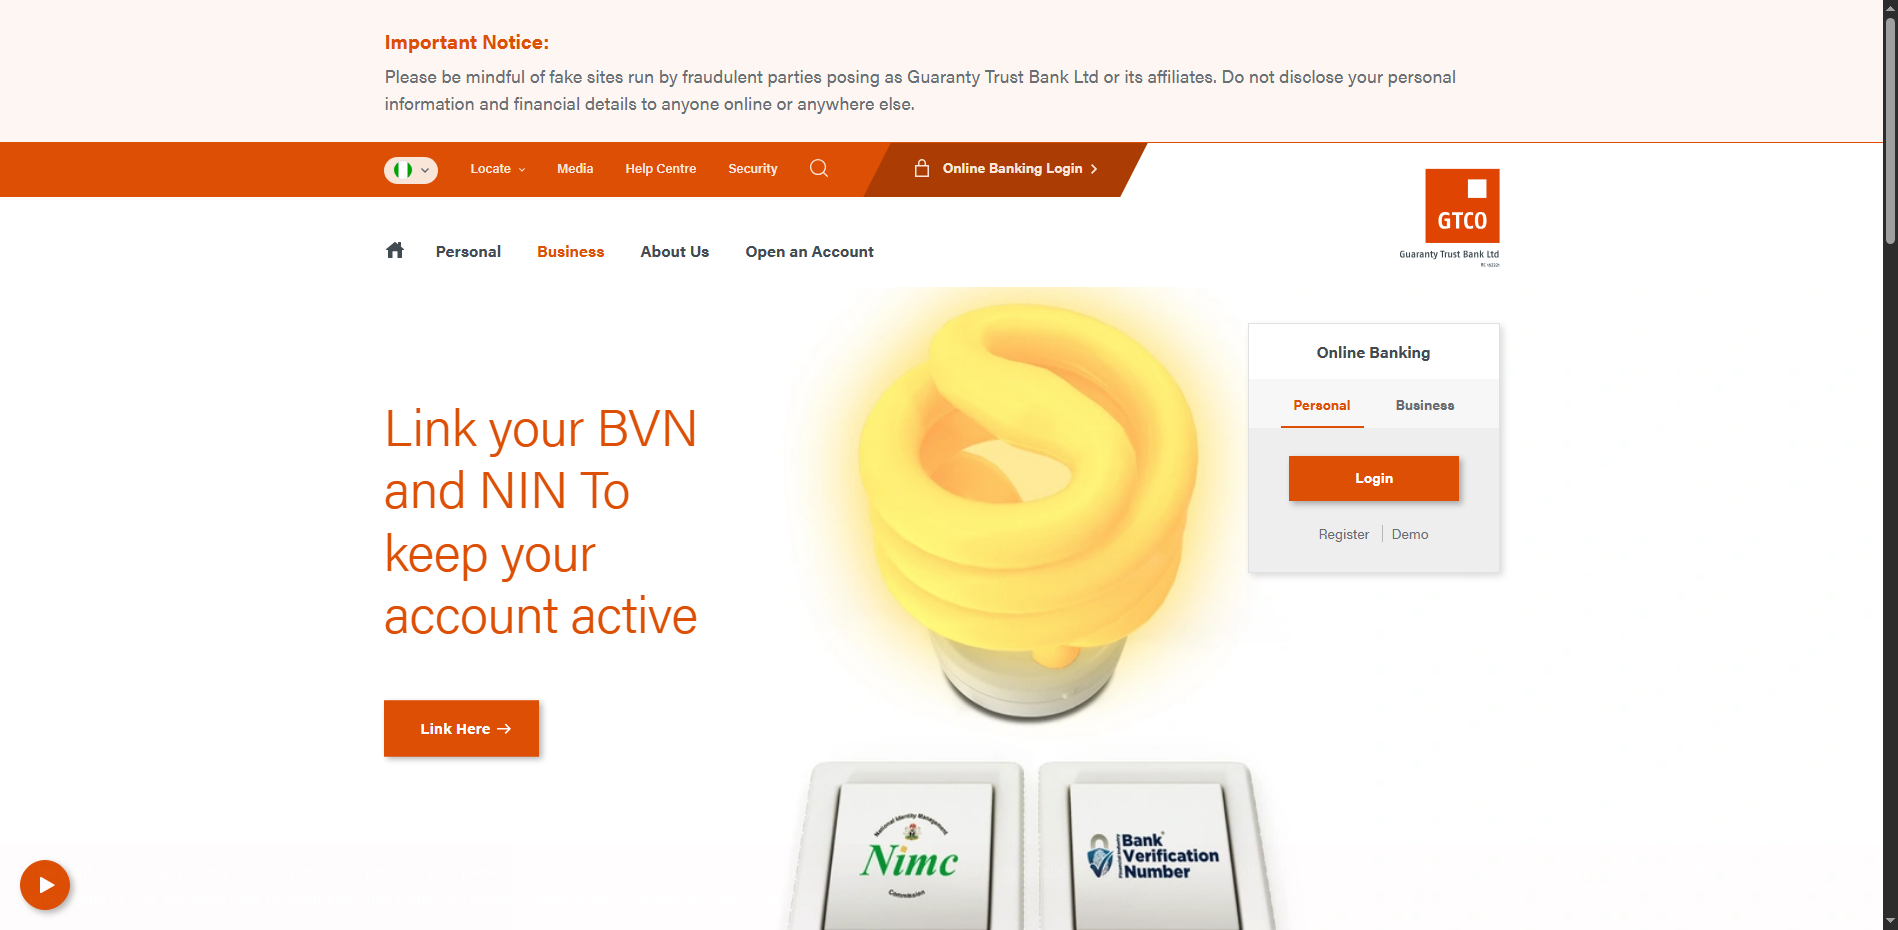 Important Notice:
Please be mindful of fake sites run by fraudulent parties posing as Guaranty Trust Bank Ltd or its affiliates. Do not disclose your personal
information and financial details to anyone online or anywhere else.
Locate
Media
Help Centre
Security
Online Banking Login
GTCO
Guaranty Trust Bank Ltd
Personal
Business
About Us
Open an Account
Link your BVN
and NIN To
keep your
account active
Link Here
Online Banking
Personal
Business
Login
Register
Demo
National Identity Management
Nimc
Commission
Bank
Verification
Number